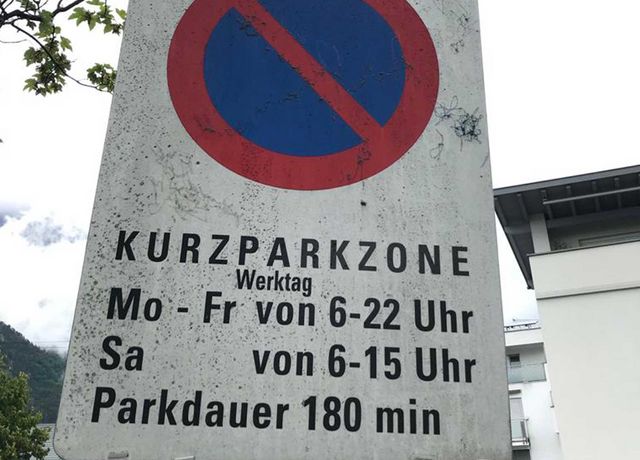 KURZPARKZONE
Werktag
Mo - Fr von 6-22 Uhr
Sa von 6-15 Uhr
Parkdauer 180 min